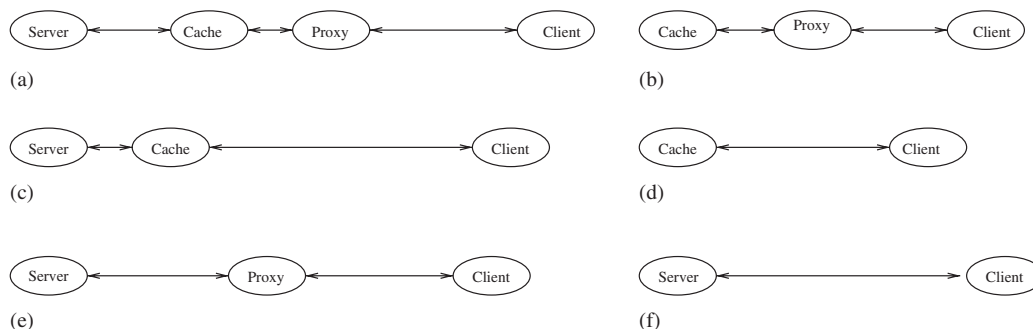 Server Cache Proxy Client
(a)
Cache Proxy Client
(b)
Server Cache Client
(c)
Cache Client
(d)
Server Proxy Client
(e)
Server Client
(f)